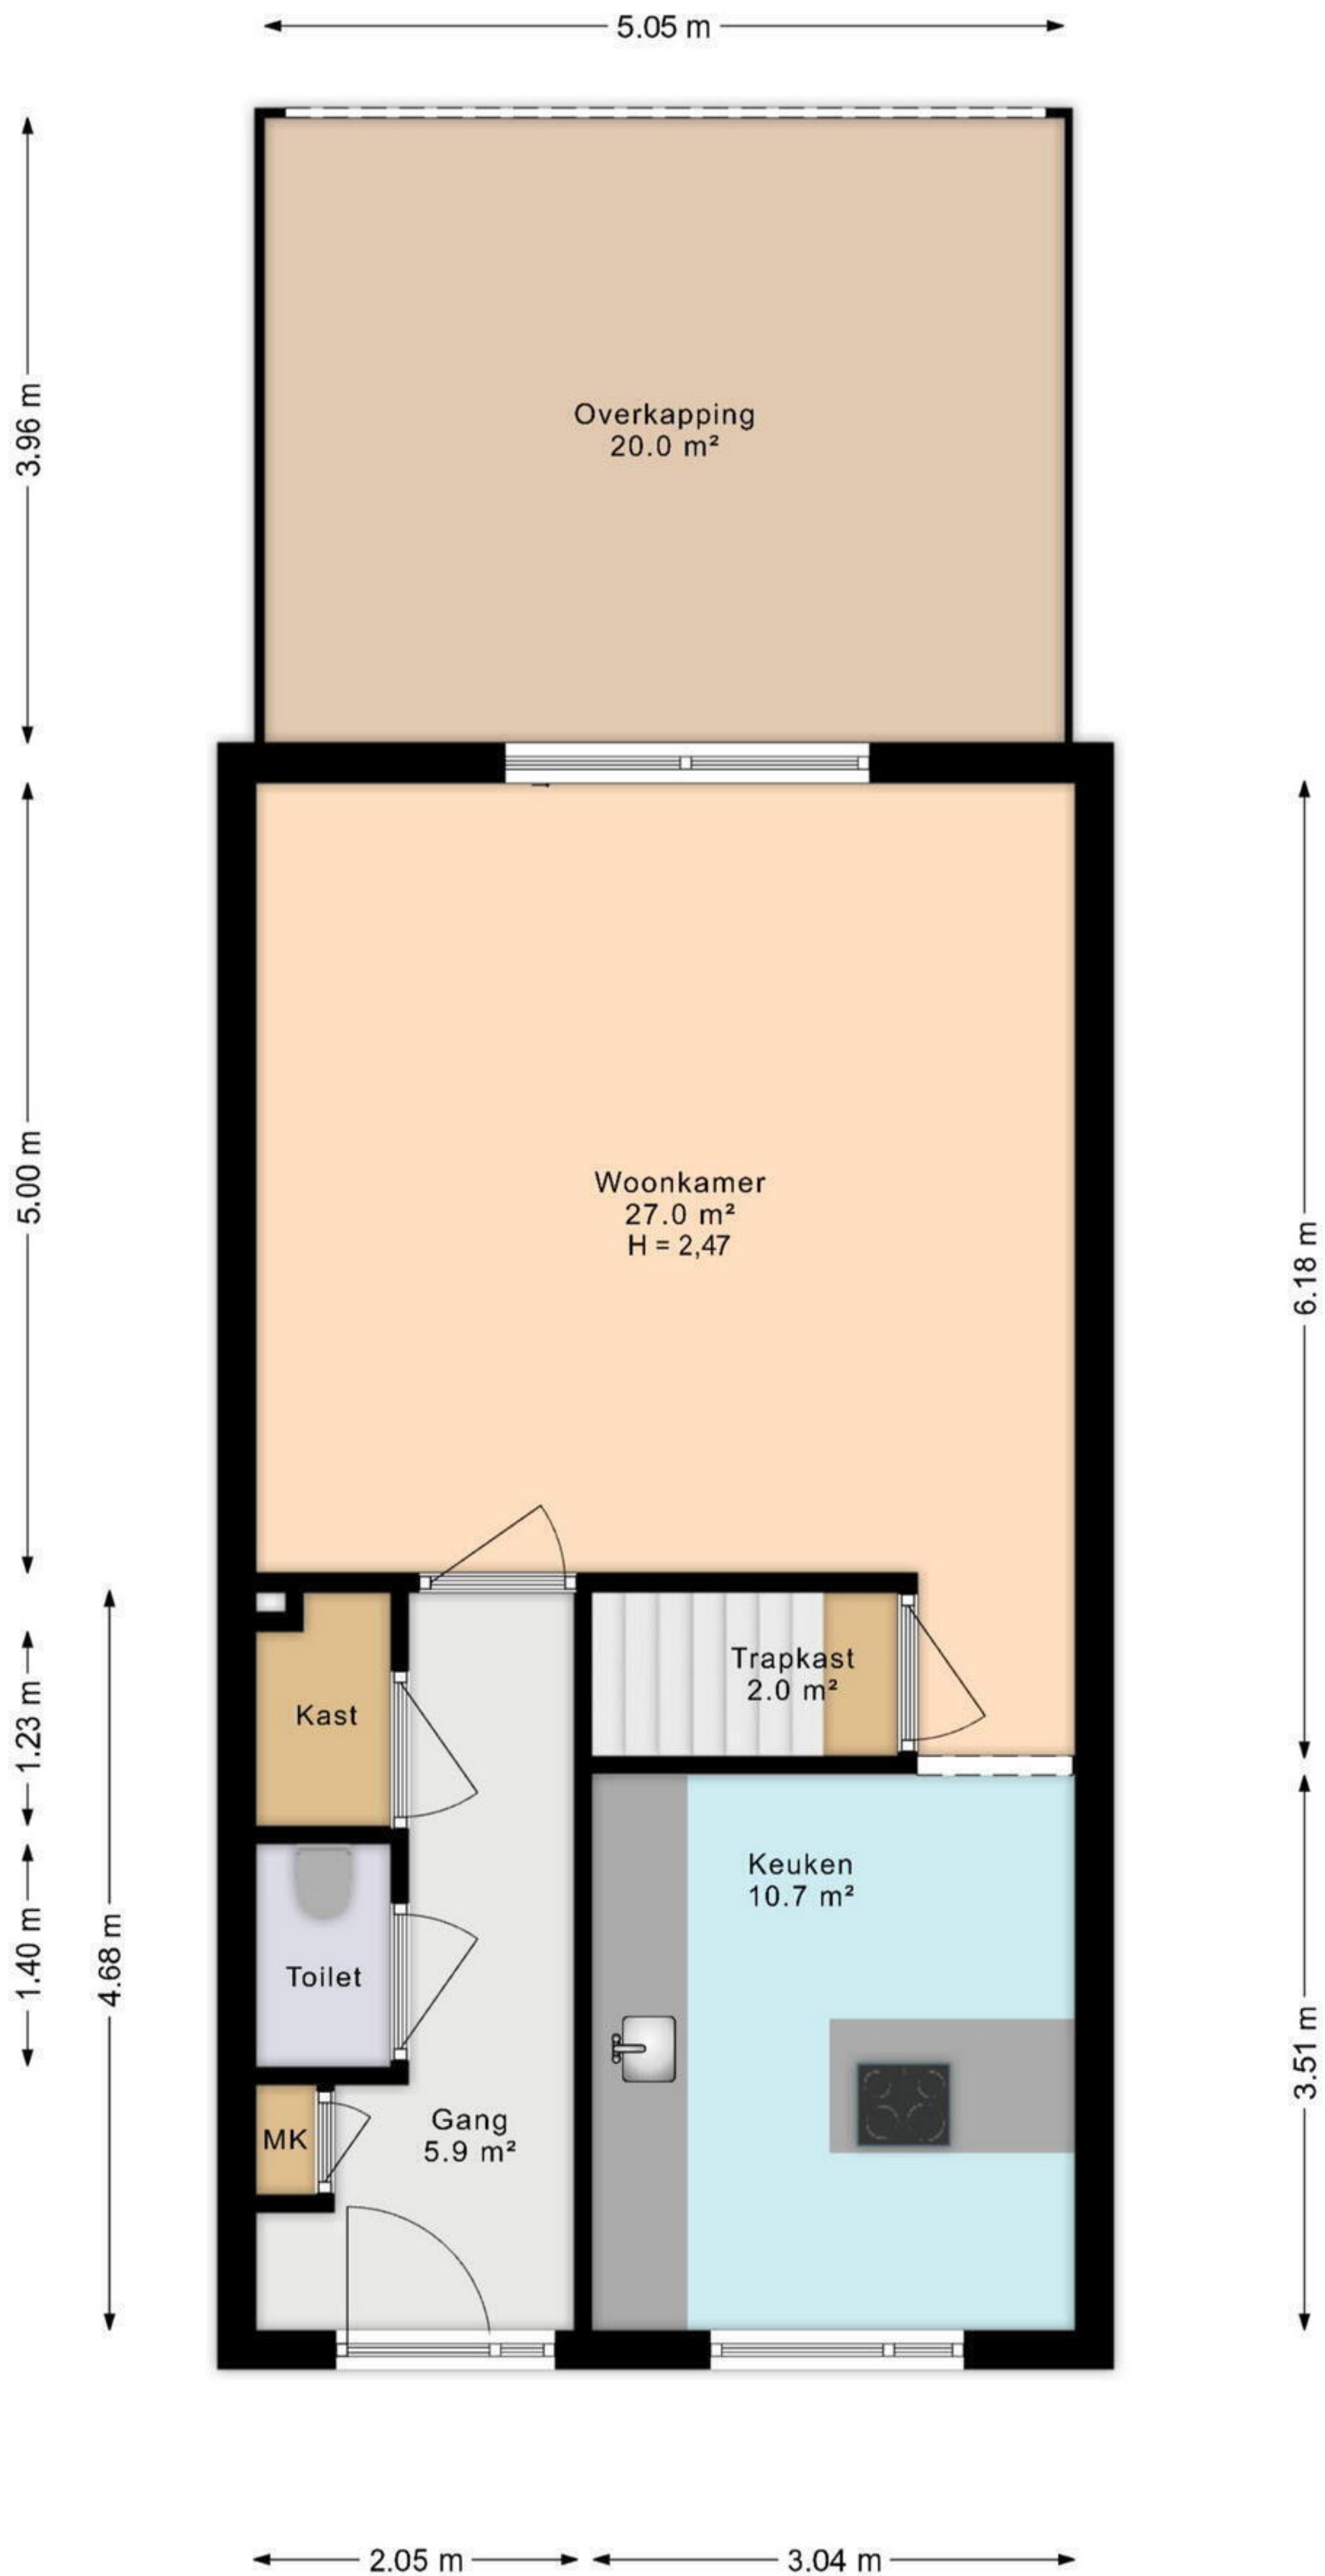 5.05 m
3.96 m
Overkapping
20.0 m²
5.00 m
Woonkamer
27.0 m²
H = 2,47
6.18 m
Trapkast
2.0 m²
Kast
1.23 m
Keuken
10.7 m²
1.40 m
4.68 m
Toilet
3.51 m
MK
Gang
5.9 m²
2.05 m
3.04 m